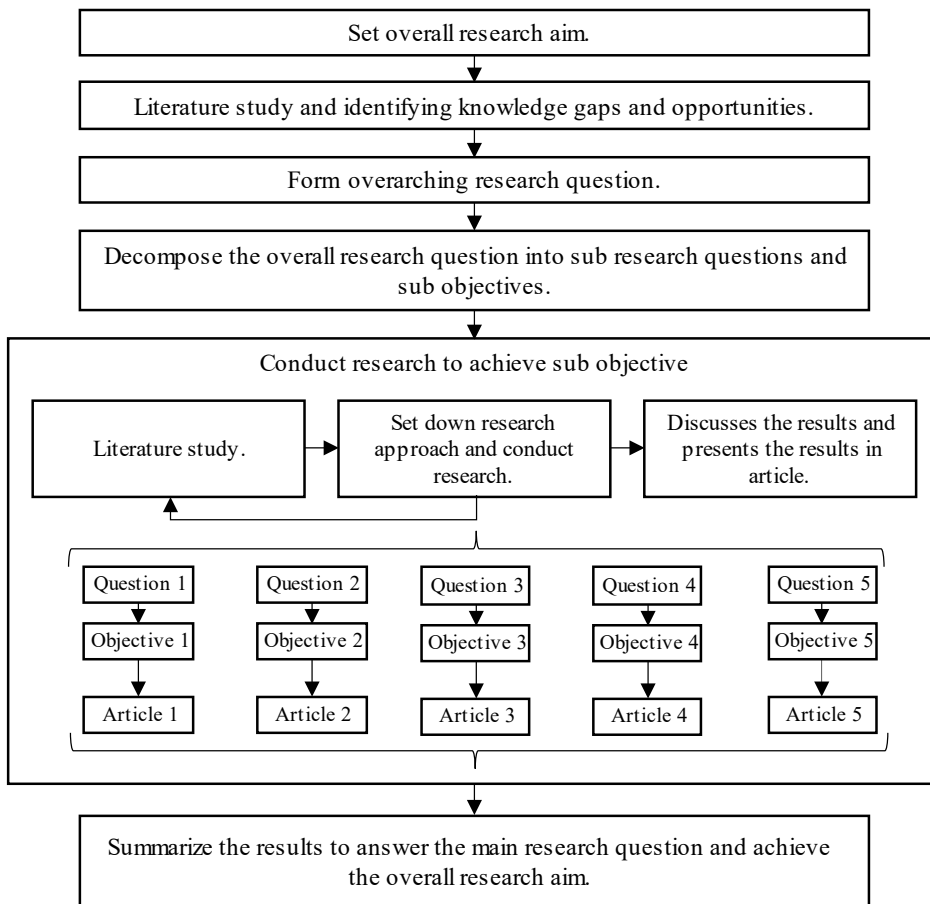 Set overall research aim.
Literature study and identifying knowledge gaps and opportunities.
Form overarching research question.
Decompose the overall research question into sub research questions and
sub objectives.
Conduct research to achieve sub objective
Literature study.
Set down research
approach and conduct
research.
Discusses the results and
presents the results in
article.
Question 1
Question 2
Question 3
Question 4
Question 5
Objective 1
Objective 2
Objective 3
Objective 4
Objective 5
Article 1
Article 2
Article 3
Article 4
Article 5
Summarize the results to answer the main research question and achieve
the overall research aim.